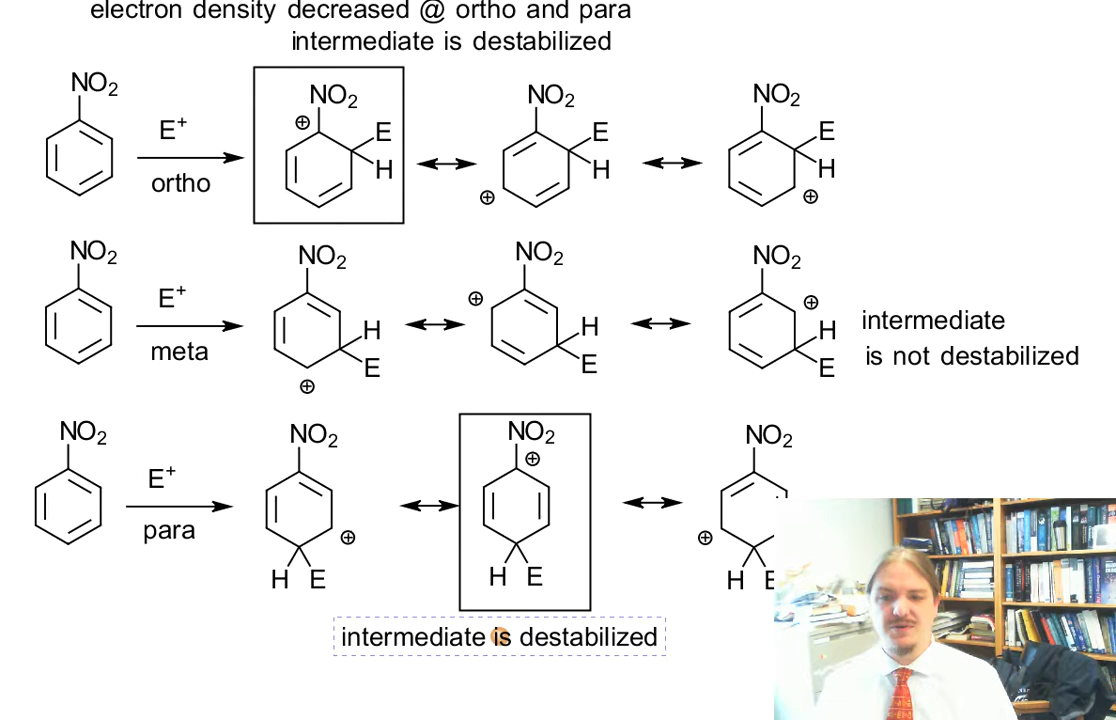 electron density decreased @ ortho and para
intermediate is destabilized
NO₂ E⁺ ortho NO₂ ⊕ E H NO₂ E H ⊕ NO₂ E H ⊕
NO₂ E⁺ meta NO₂ H E ⊕ NO₂ ⊕ H E NO₂ ⊕ H E
intermediate
is not destabilized
NO₂ E⁺ para NO₂ ⊕ H E NO₂ ⊕ H E NO₂ ⊕ H E
intermediate is destabilized